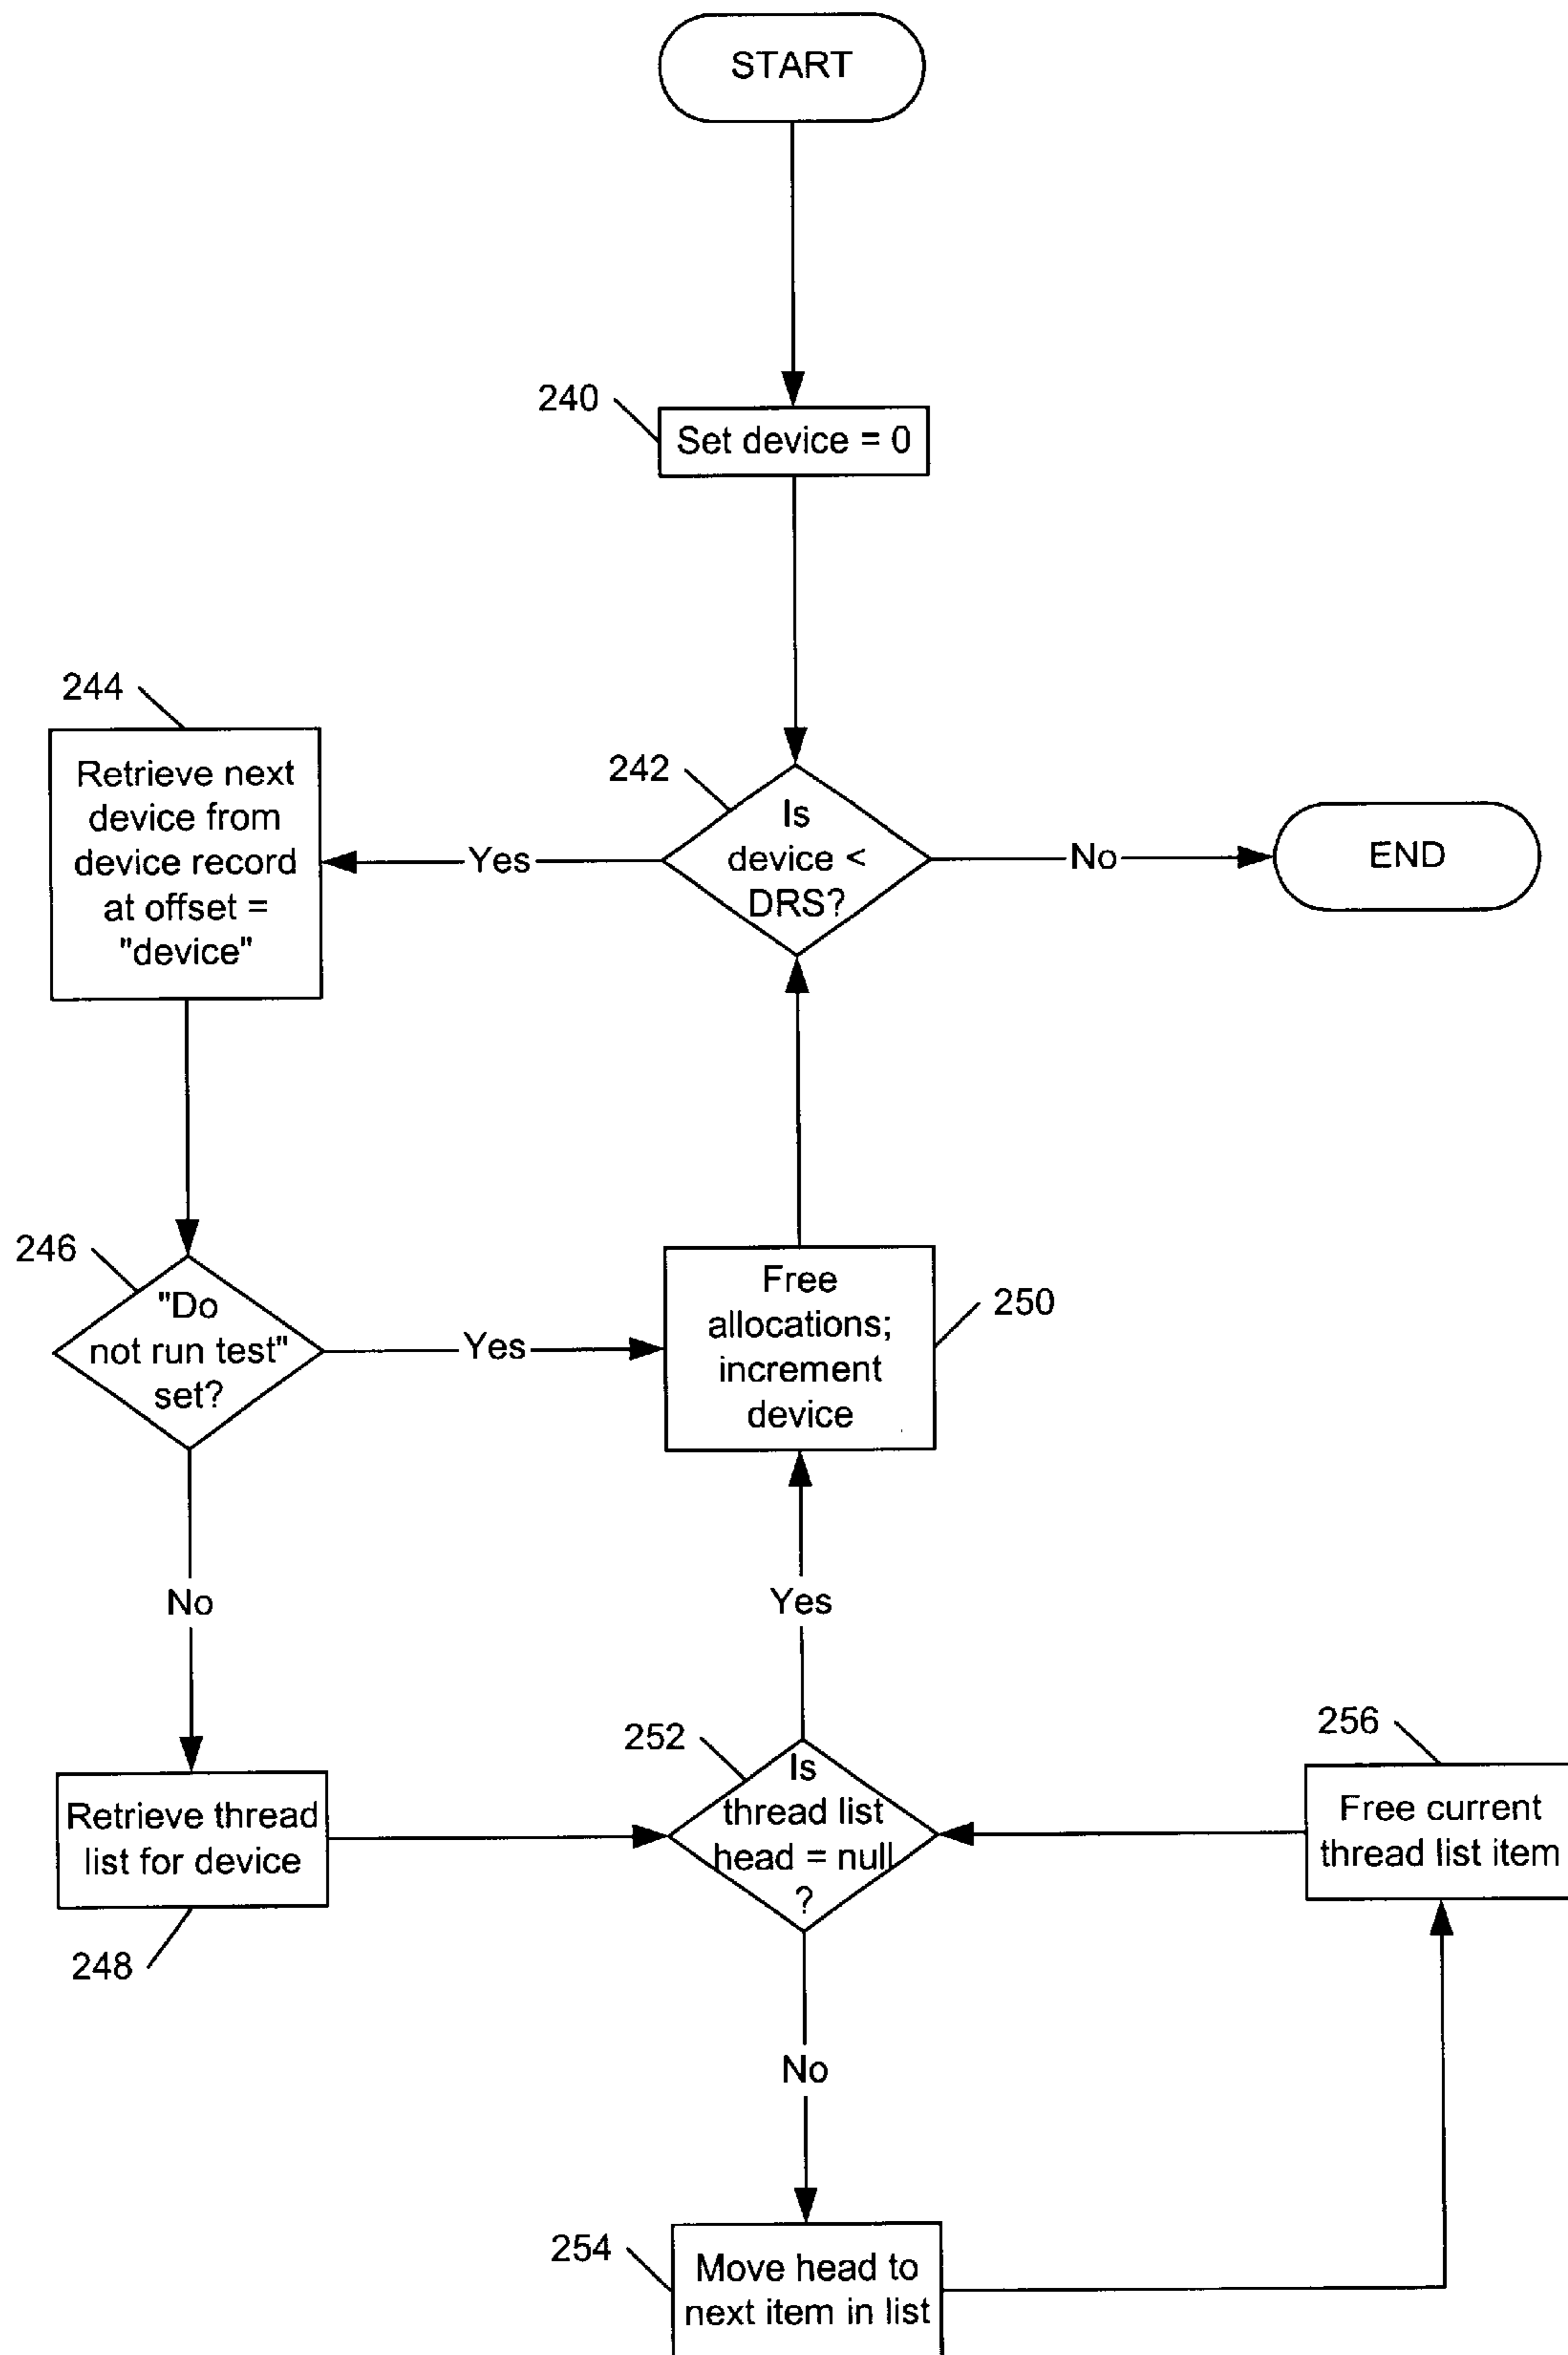 START
240
Set device = 0
244
Retrieve next
device from
device record
at offset =
"device"
242
Is
device <
DRS?
Yes
No
END
246
"Do
not run test"
set?
Yes
Free
allocations;
increment
device
250
No
Yes
248
Retrieve thread
list for device
252
Is
thread list
head = null
?
256
Free current
thread list item
No
254
Move head to
next item in list